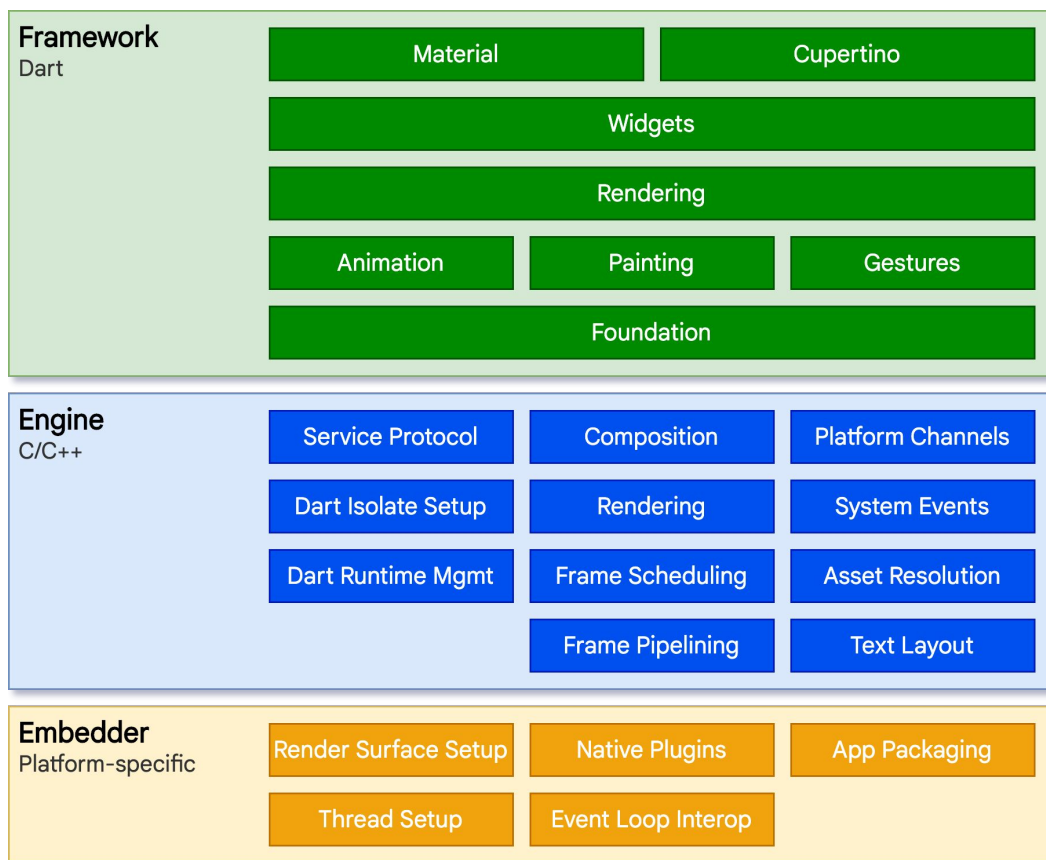 Framework
Dart
Material
Cupertino
Widgets
Rendering
Animation
Painting
Gestures
Foundation
Engine
C/C++
Service Protocol
Composition
Platform Channels
Dart Isolate Setup
Rendering
System Events
Dart Runtime Mgmt
Frame Scheduling
Asset Resolution
Frame Pipelining
Text Layout
Embedder
Platform-specific
Render Surface Setup
Native Plugins
App Packaging
Thread Setup
Event Loop Interop